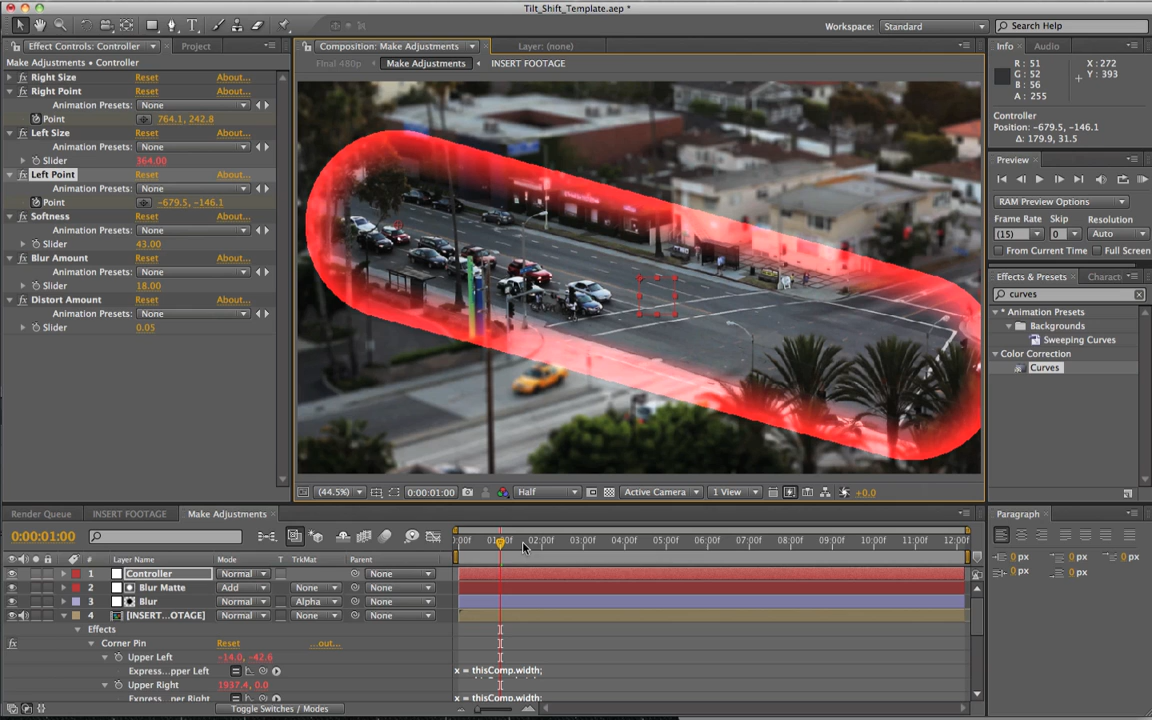 Tilt_Shift_Template.aep *
Workspace: Standard
Search Help
Effect Controls: Controller
Project
Make Adjustments • Controller
Right Size Reset About...
Right Point Reset About...
Animation Presets: None
Point 764.1, 242.8
Left Size Reset About...
Animation Presets: None
Slider 364.00
Left Point Reset About...
Animation Presets: None
Point -679.5, -146.1
Softness Reset About...
Animation Presets: None
Slider 43.00
Blur Amount Reset About...
Animation Presets: None
Slider 18.00
Distort Amount Reset About...
Animation Presets: None
Slider 0.05
Composition: Make Adjustments
Layer: (none)
Final 480p
Make Adjustments
INSERT FOOTAGE
(44.5%)
0:00:01:00
Half
Active Camera
1 View
+0.0
Info
Audio
R : 51
G : 52
B : 56
A : 255
X : 272
Y : 393
Controller
Position: -679.5, -146.1
Δ: 179.9, 31.5
Preview
RAM Preview Options
Frame Rate Skip Resolution
(15) 0 Auto
From Current Time Full Screen
Effects & Presets
Charact
curves
* Animation Presets
Backgrounds
Sweeping Curves
Color Correction
Curves
Paragraph
0 px 0 px 0 px
0 px 0 px
Render Queue
INSERT FOOTAGE
Make Adjustments
0:00:01:00
:00f 02:00f 03:00f 04:00f 05:00f 06:00f 07:00f 08:00f 09:00f 10:00f 11:00f 12:00f
# Layer Name Mode T TrkMat Parent
1 Controller Normal None
2 Blur Matte Add None None
3 Blur Normal Alpha None
4 [INSERT...OTAGE] Normal None None
Effects
fx Corner Pin Reset ...out...
Upper Left -14.0, -42.6
Express...pper Left x = thisComp.width;
Upper Right 1937.4, 0.0
Express...per Right x = thisComp.width;
Toggle Switches / Modes